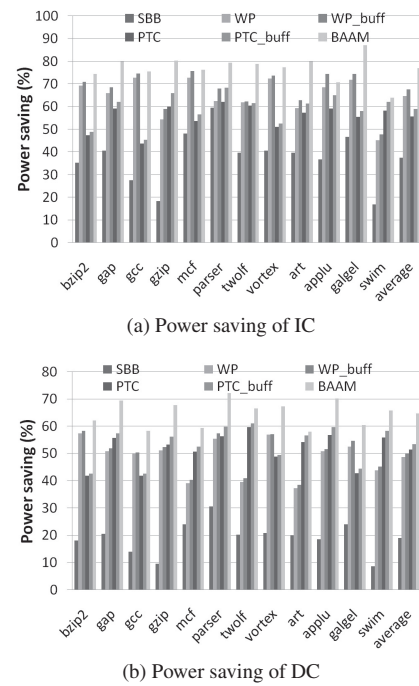 100
90
80
70
60
50
40
30
20
10
0
Power saving (%)
SBB WP WP_buff
PTC PTC_buff BAAM
bzip2 gap gcc gzip mcf parser twolf vortex art applu galgel swim average
(a) Power saving of IC
80
70
60
50
40
30
20
10
0
Power saving (%)
SBB WP WP_buff
PTC PTC_buff BAAM
bzip2 gap gcc gzip mcf parser twolf vortex art applu galgel swim average
(b) Power saving of DC